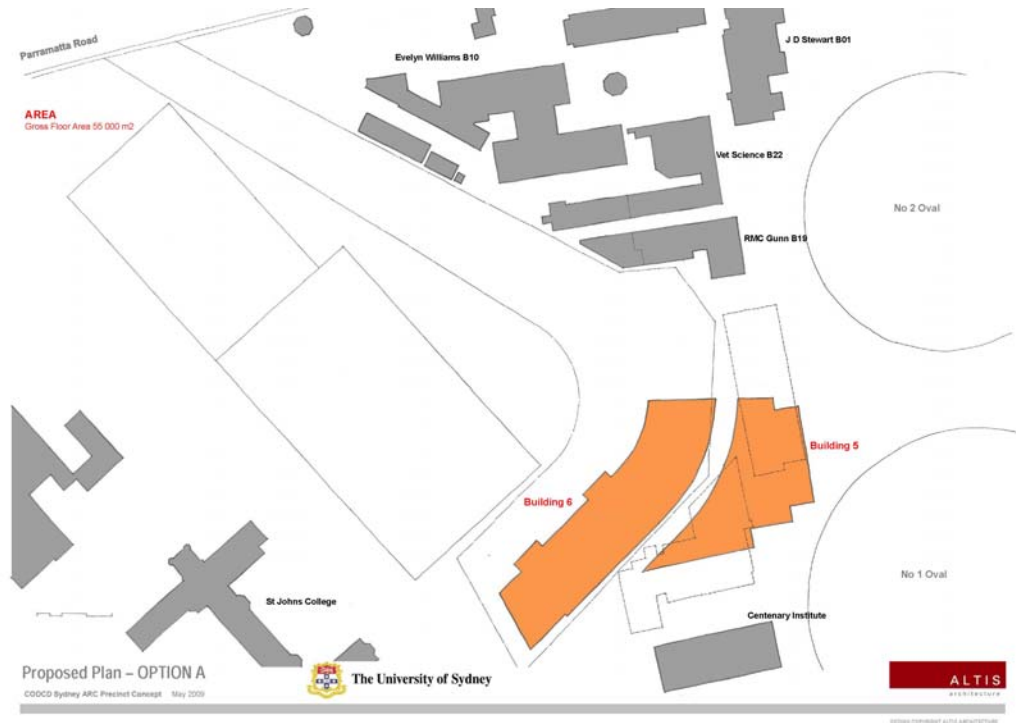 Parramatta Road
J D Stewart B01
Evelyn Williams B10
AREA
Gross Floor Area 55 000 m2
Vet Science B22
No 2 Oval
RMC Gunn B19
Building 5
Building 6
No 1 Oval
St Johns College
Centenary Institute
Proposed Plan – OPTION A
The University of Sydney
ALTIS
architecture
COOCD Sydney ARC Precinct Concept May 2009